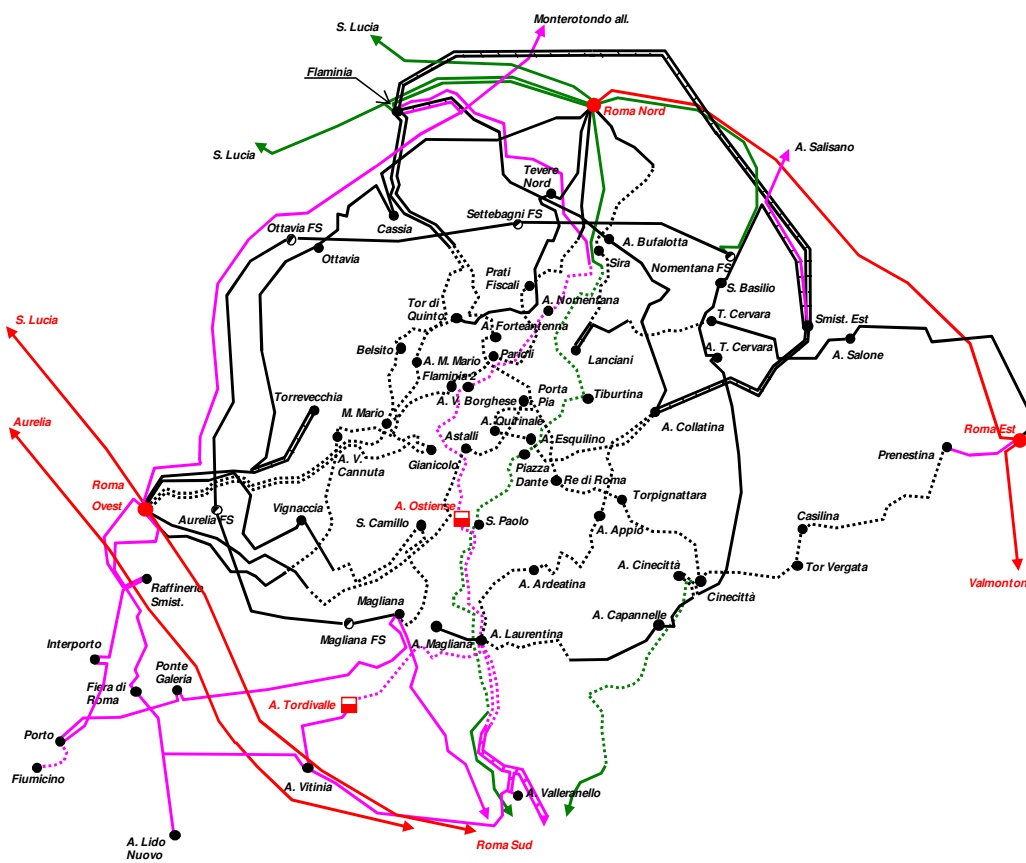 S. Lucia
Monterotondo all.
Flaminia
Roma Nord
S. Lucia
A. Salisano
Tevere
Nord
Ottavia FS
Cassia
Settebagni FS
A. Bufalotta
Ottavia
Sira
Nomentana FS
Prati
Fiscali
S. Basilio
Tor di
Quinto
A. Nomentana
S. Lucia
A. Forteantenna
T. Cervara
Smist. Est
Belsito
A. M. Mario
Parioli
Lanciani
A. T. Cervara
A. Salone
Flaminia 2
Torrevecchia
A. V. Borghese
Porta
Pia
Tiburtina
Aurelia
M. Mario
A. Quirinale
A. Collatina
Roma Est
A. V.
Cannuta
Gianicolo
Astalli
A. Esquilino
Prenestina
Piazza
Dante
Re di Roma
Roma
Ovest
Torpignattara
Aurelia FS
Vignaccia
A. Ostiense
S. Camillo
S. Paolo
A. Appio
Casilina
Raffinerie
Smist.
A. Ardeatina
A. Cinecittà
Tor Vergata
Valmonton
Cinecittà
Magliana
Magliana FS
A. Magliana
A. Laurentina
A. Capannelle
Interporto
Fiera di
Roma
Ponte
Galeria
A. Tordivalle
Porto
Fiumicino
A. Vitinia
A. Valleranello
A. Lido
Nuovo
Roma Sud